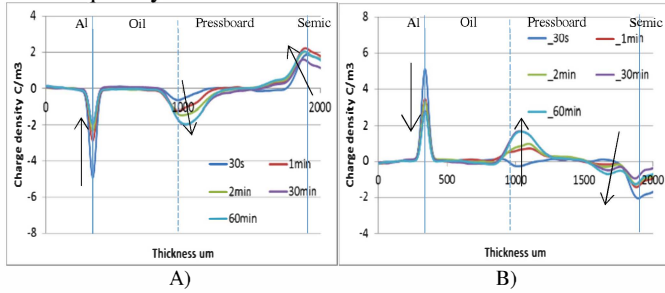 Al Oil Pressboard Semic
Charge density C/m3
4
2
0
-2
-4
-6
-8
0 1000 2000
30s 1min
2min 30min
60min
Thickness um
A)
Al Oil Pressboard Semic
Charge density C/m3
8
6
4
2
0
-2
-4
_30s _1min
_2min _30min
_60min
0 500 1000 1500 2000
Thickness um
B)